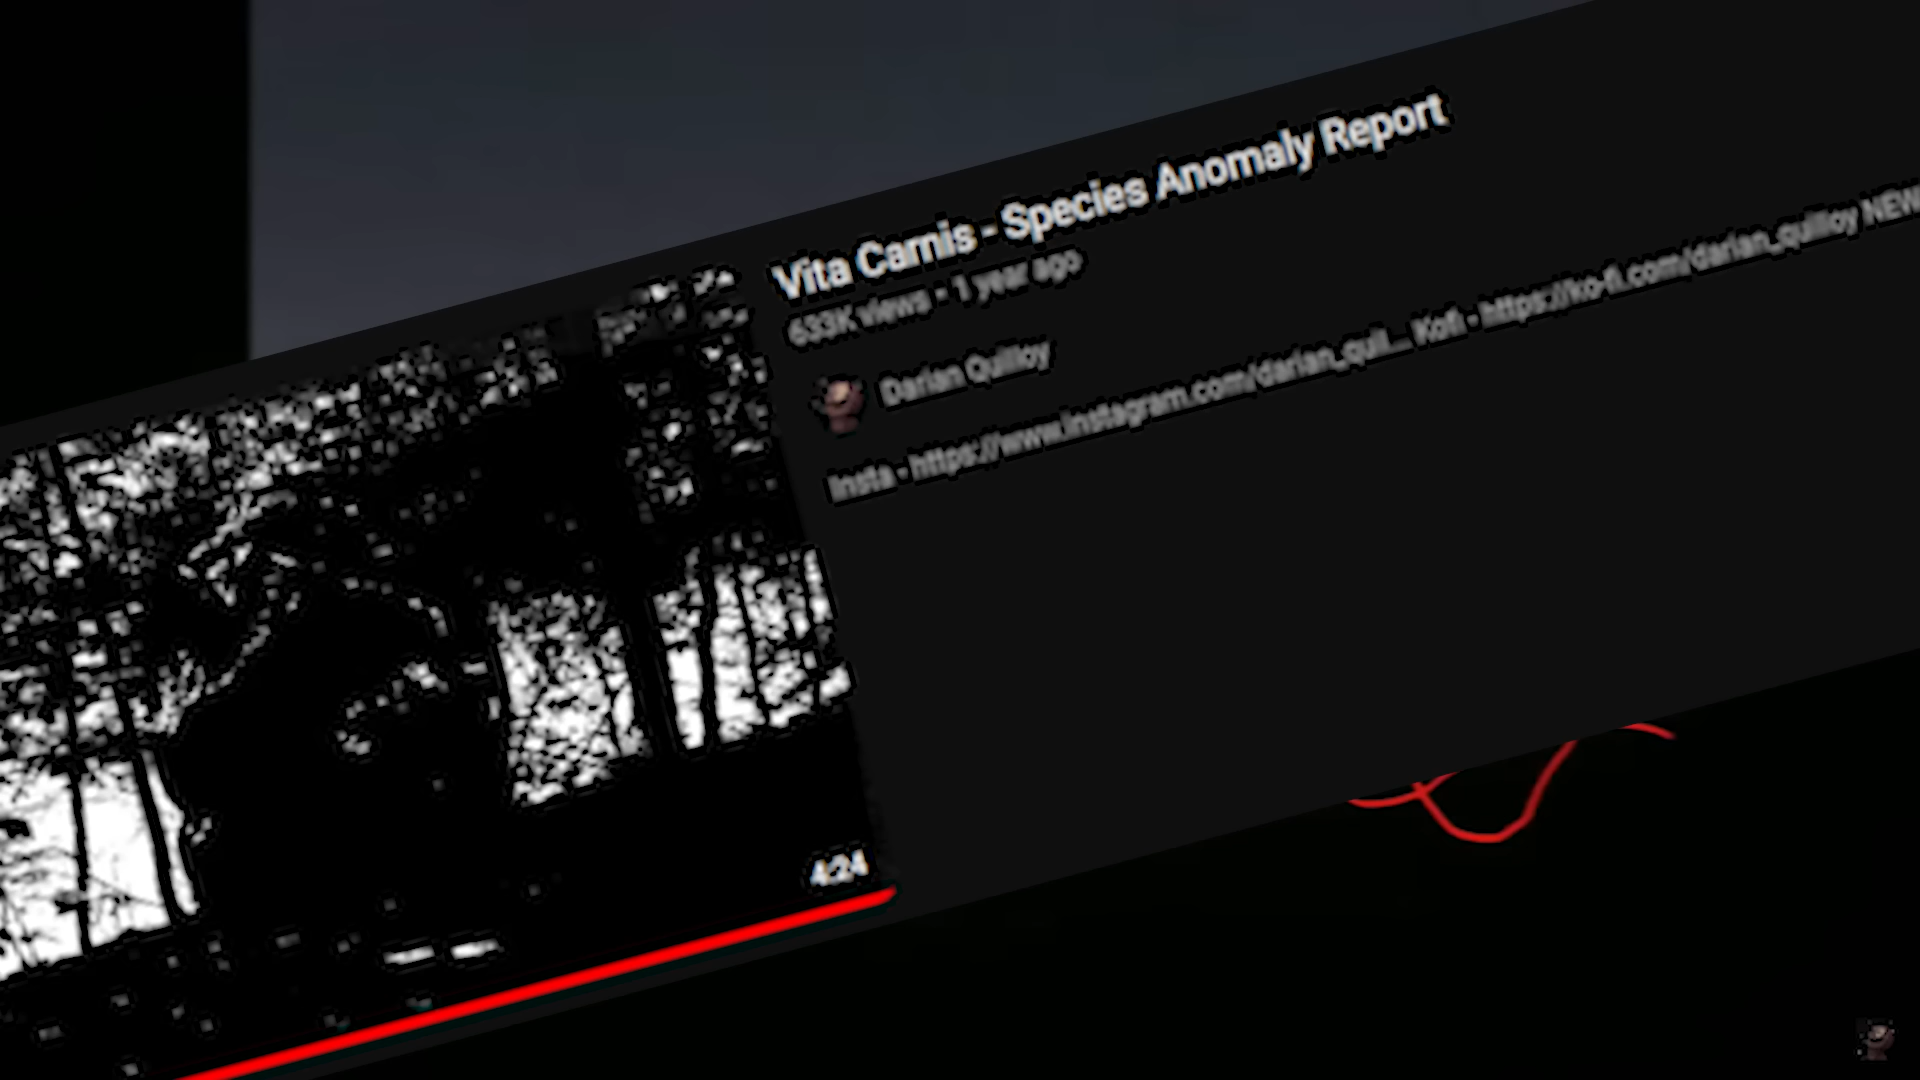 Vita Carnis - Species Anomaly Report
633K views • 1 year ago
Darian Quilloy
Insta - https://www.instagram.com/darian_quil... Kofi - https://ko-fi.com/darian_quilloy NEW
4:24